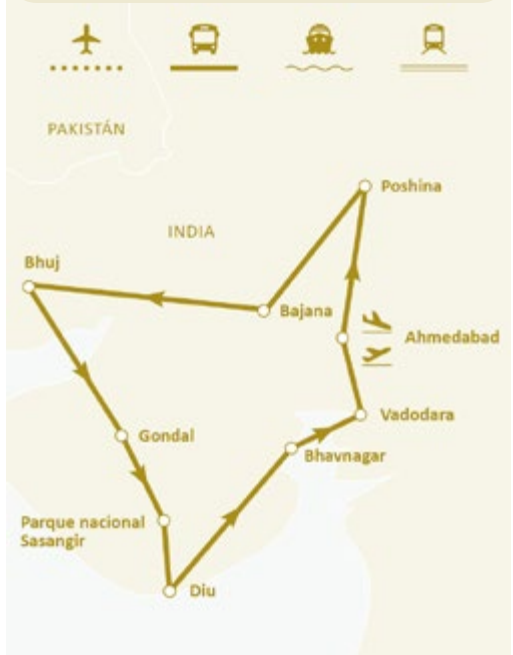 PAKISTÁN
Poshina
INDIA
Bhuj
Bajana
Ahmedabad
Vadodara
Gondal
Bhavnagar
Parque nacional
Sasangir
Diu